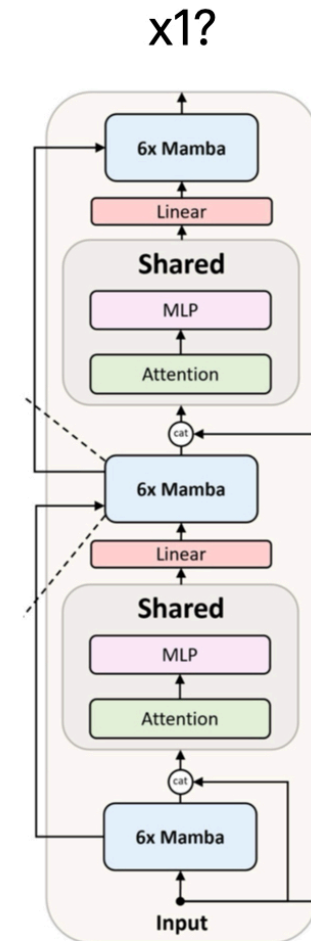 x1?
6x Mamba
Linear
Shared
MLP
Attention
cat
6x Mamba
Linear
Shared
MLP
Attention
cat
6x Mamba
Input